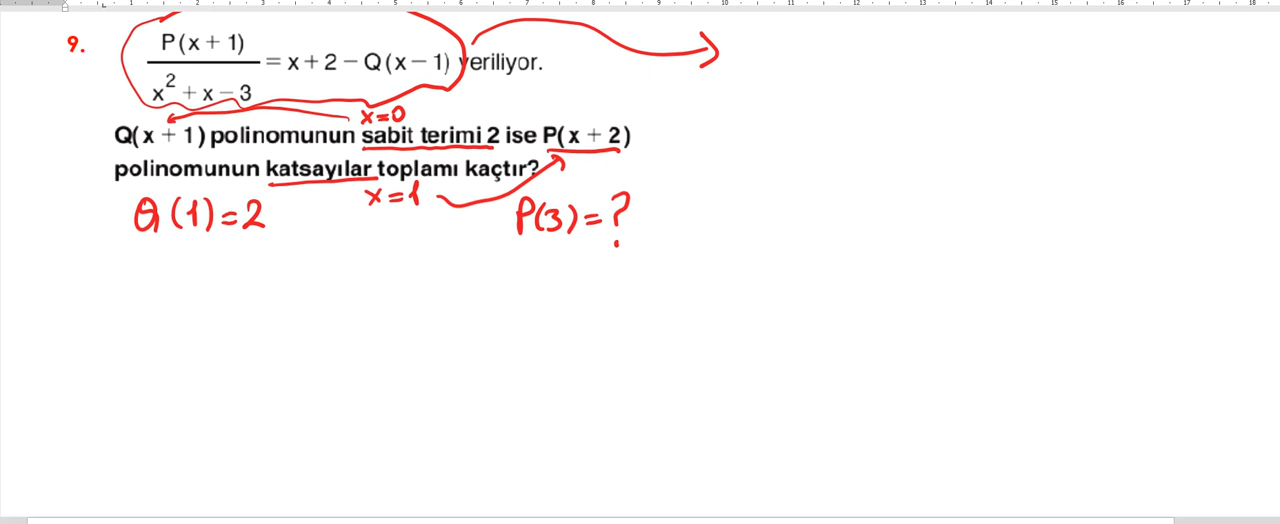 9.
P(x + 1)
x² + x − 3
= x + 2 − Q(x − 1) veriliyor.
x=0
Q(x + 1) polinomunun sabit terimi 2 ise P(x + 2)
polinomunun katsayılar toplamı kaçtır?
x=1
Q(1)=2
P(3)=?